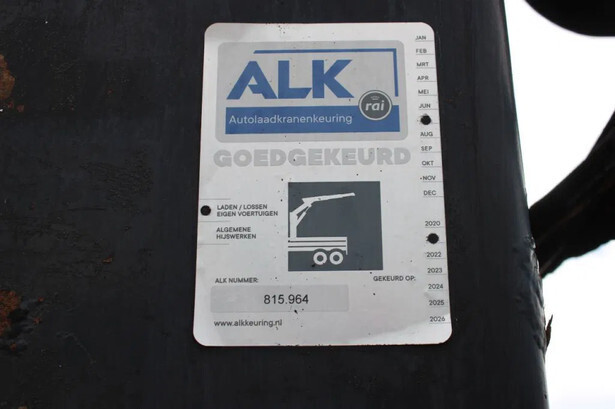 ALK
rai
Autolaadkranenkeuring
GOEDGEKEURD
JAN
FEB
MRT
APR
MEI
JUN
AUG
SEP
OKT
NOV
DEC
LADEN / LOSSEN
EIGEN VOERTUIGEN
ALGEMENE
HIJSWERKEN
2020
2022
2023
2024
2025
2026
ALK NUMMER:
GEKEURD OP:
815.964
www.alkkeuring.nl